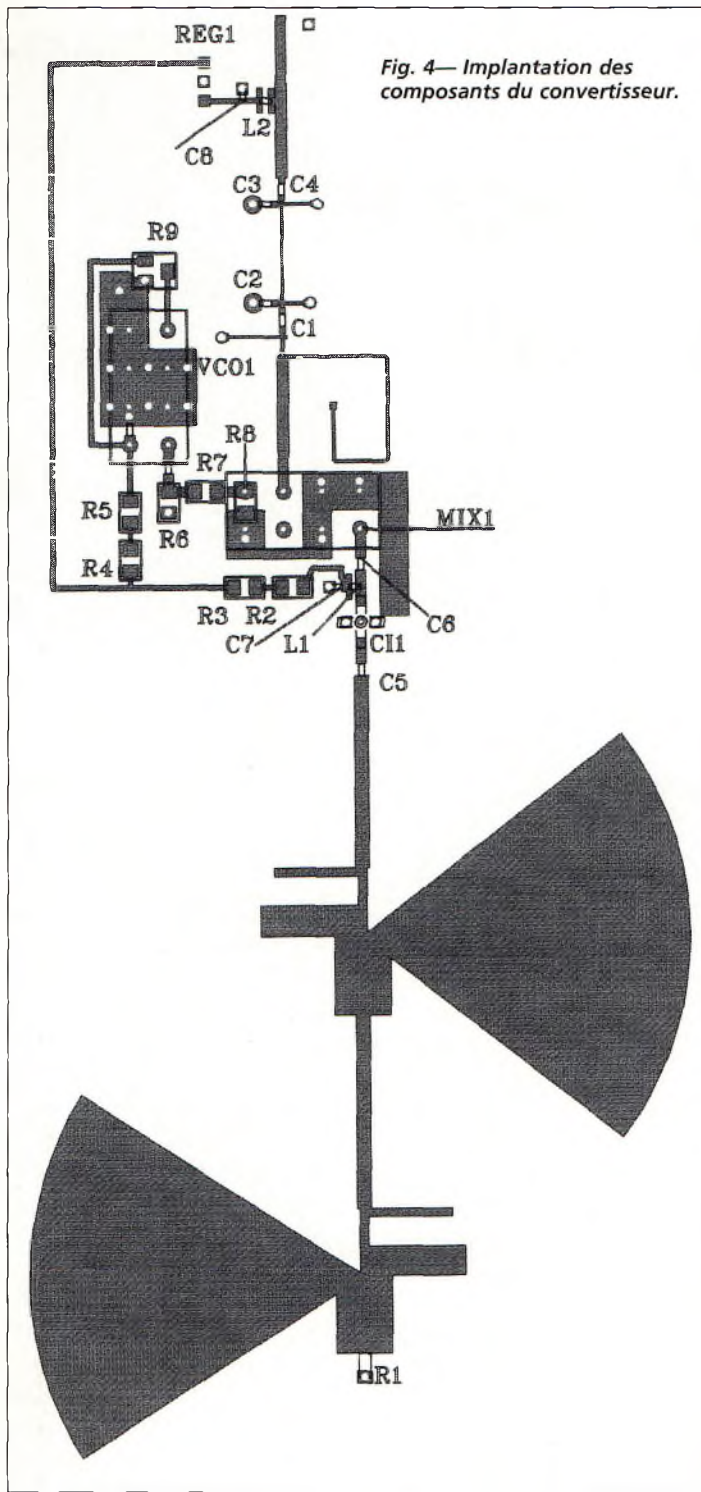 REG1
Fig. 4— Implantation des
composants du convertisseur.
L2
C8
C3 C4
R9
C2
C1
VCO1
R8
R7
R5
R6
MIX1
R4
R3 R2
C7 L1 CI1 C6
C5
R1